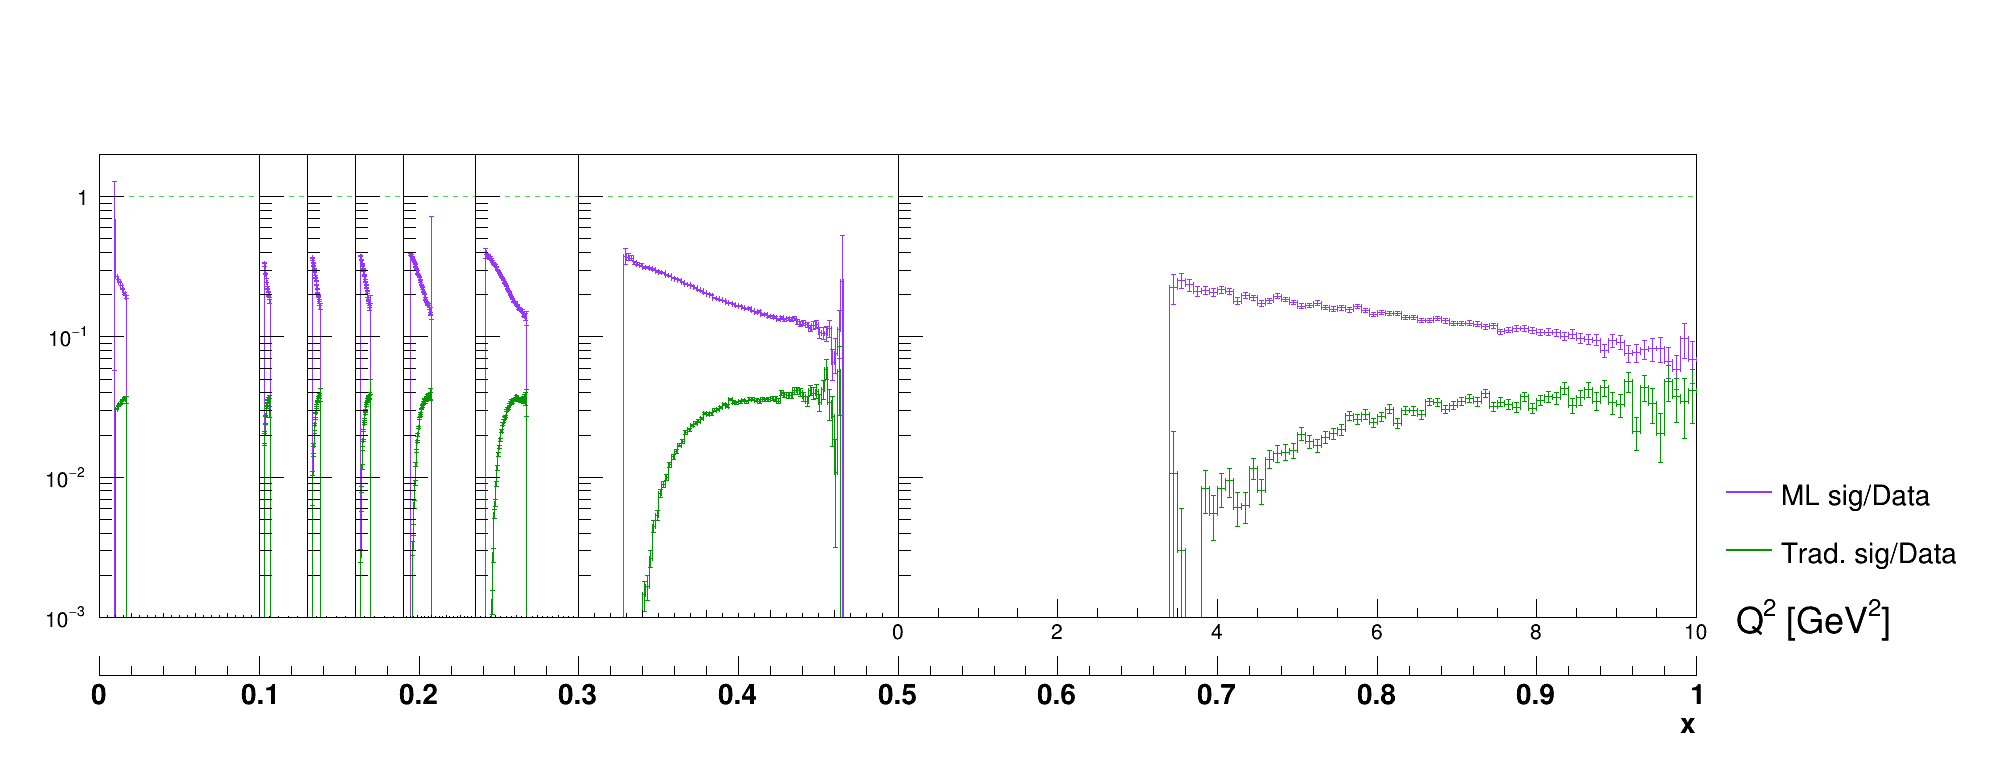 1
10⁻¹
10⁻²
10⁻³
ML sig/Data
Trad. sig/Data
Q² [GeV²]
0 2 4 6 8 10
0 0.1 0.2 0.3 0.4 0.5 0.6 0.7 0.8 0.9 1
x